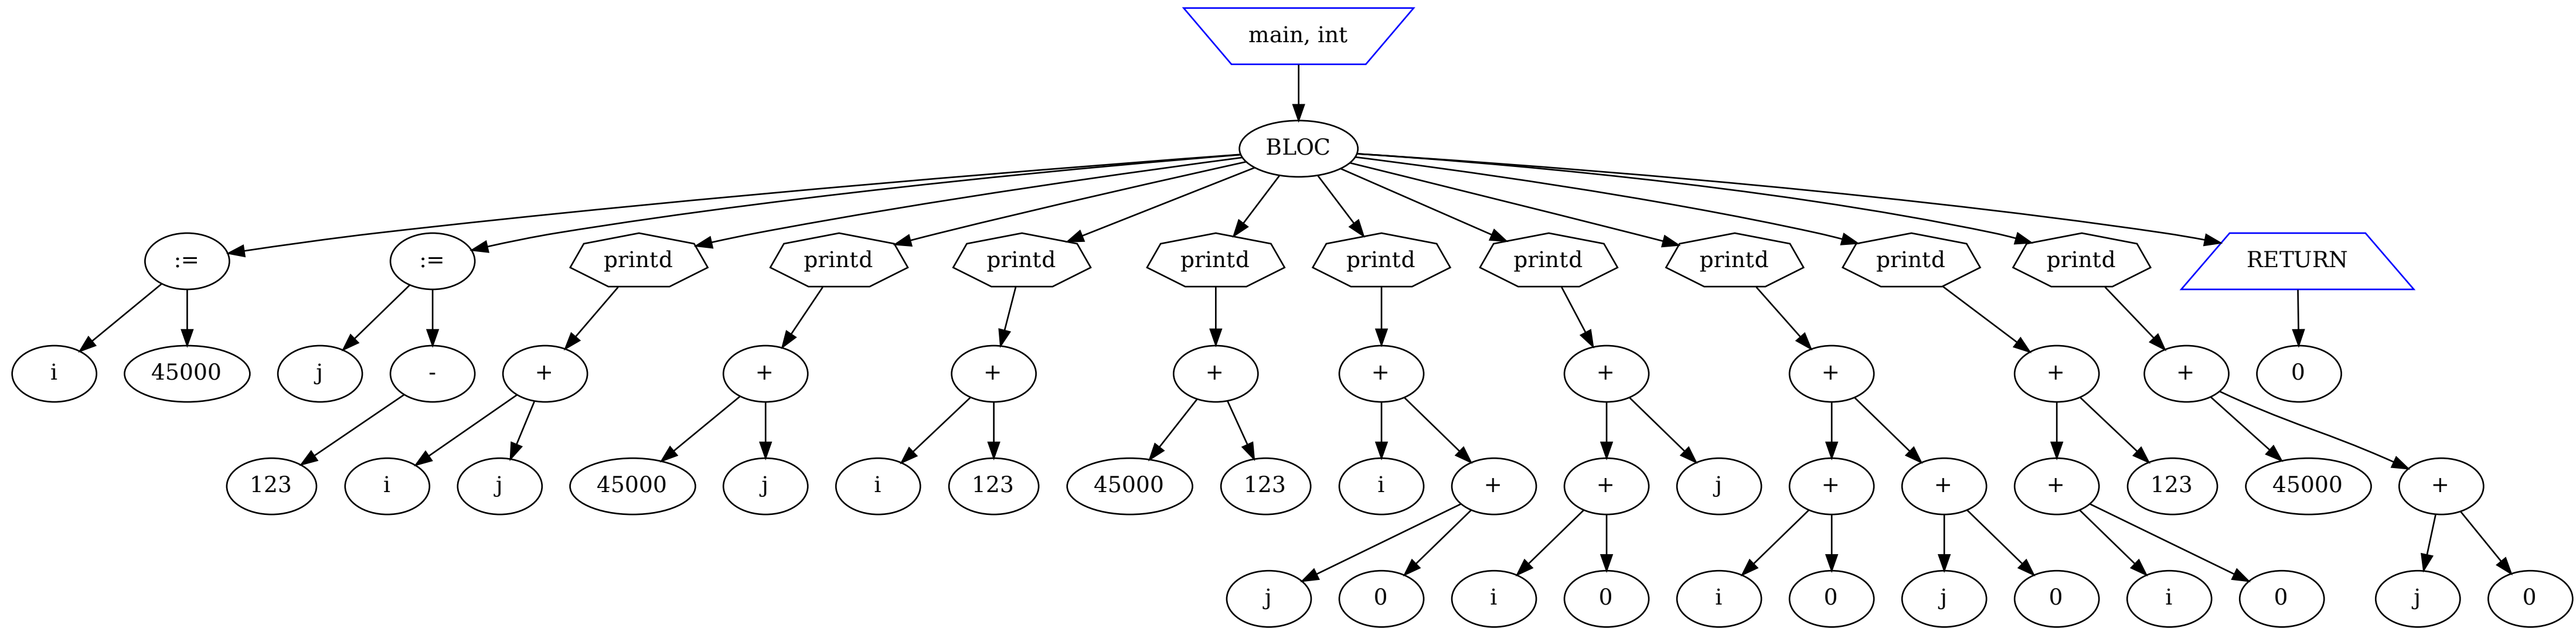 main, int
BLOC
:=
:=
printd
printd
printd
printd
printd
printd
printd
printd
printd
RETURN
i
45000
j
-
+
+
+
+
+
+
+
+
+
0
123
i
j
45000
j
i
123
45000
123
i
+
+
j
+
+
+
123
45000
+
j
0
i
0
i
0
j
0
i
0
j
0